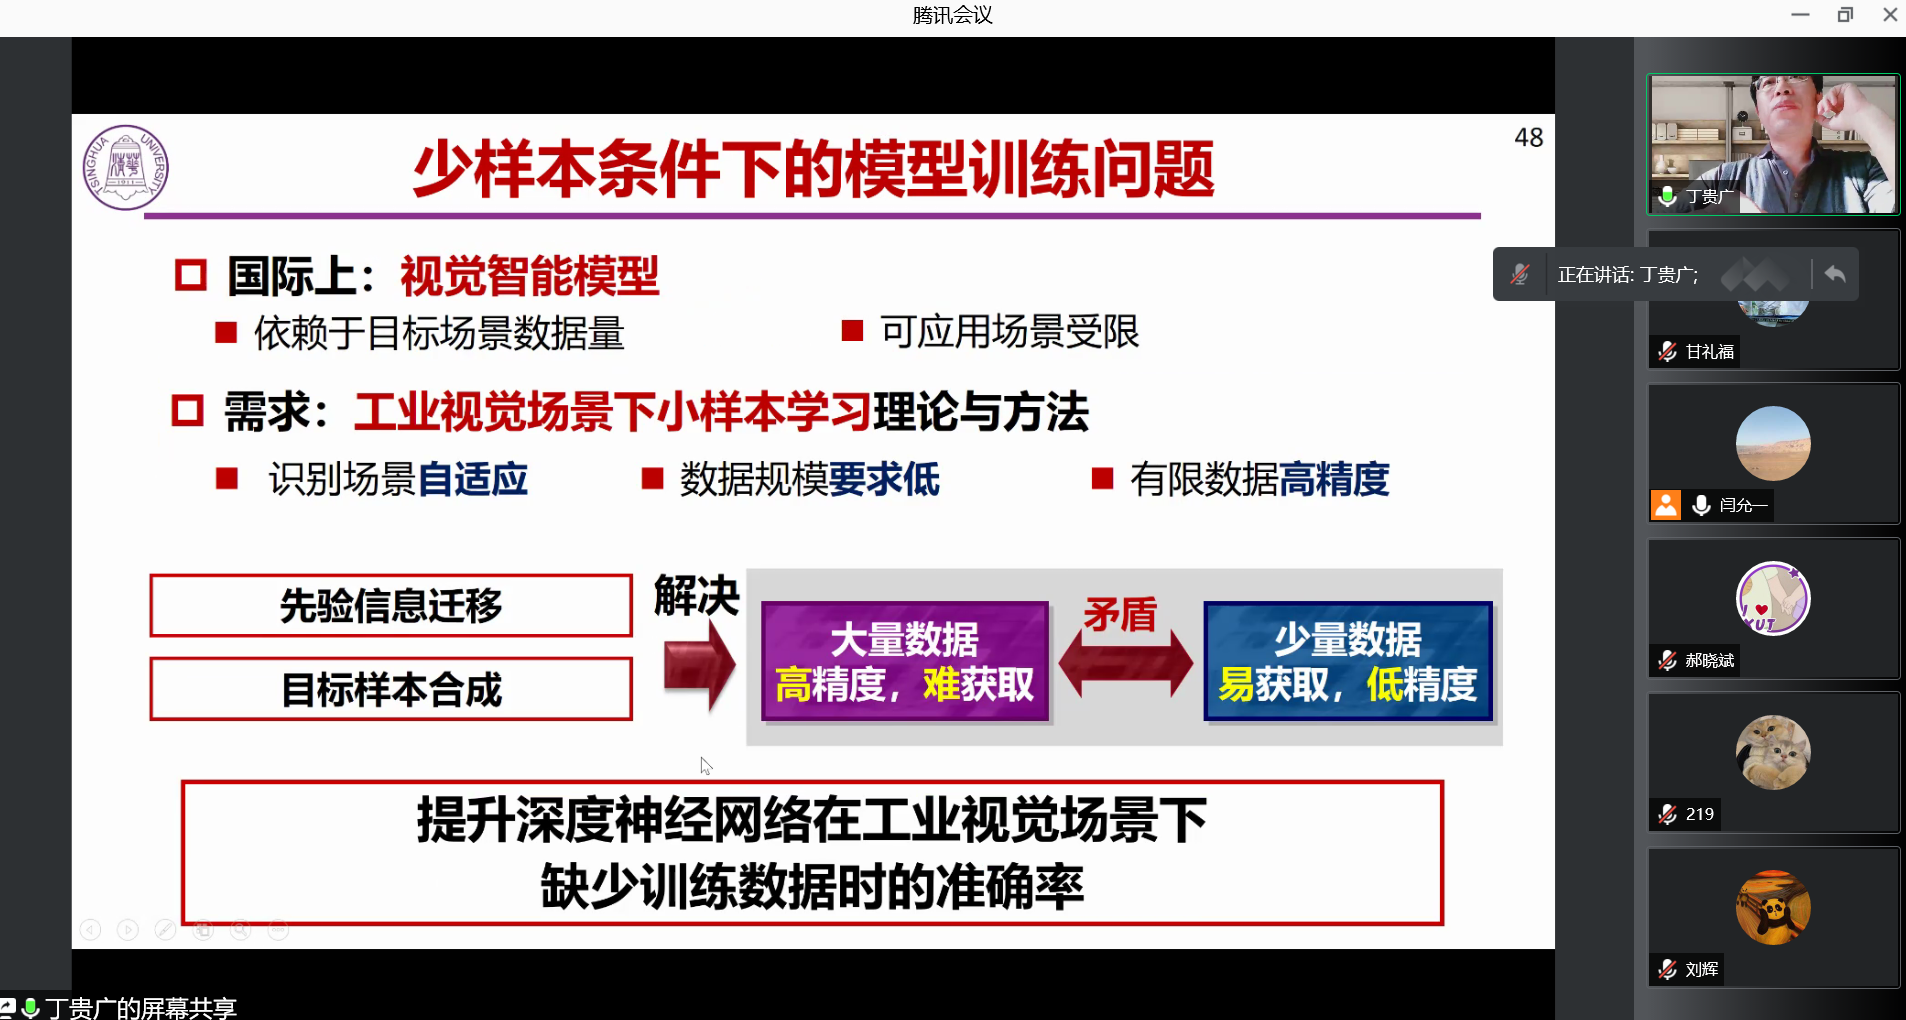 腾讯会议
TSINGHUA UNIVERSITY
1911
少样本条件下的模型训练问题
48
国际上：视觉智能模型
依赖于目标场景数据量
可应用场景受限
需求：工业视觉场景下小样本学习理论与方法
识别场景自适应
数据规模要求低
有限数据高精度
先验信息迁移
目标样本合成
解决
大量数据
高精度，难获取
矛盾
少量数据
易获取，低精度
提升深度神经网络在工业视觉场景下
缺少训练数据时的准确率
丁贵广的屏幕共享
丁贵广
正在讲话: 丁贵广;
甘礼福
闫允一
郝晓斌
219
刘辉